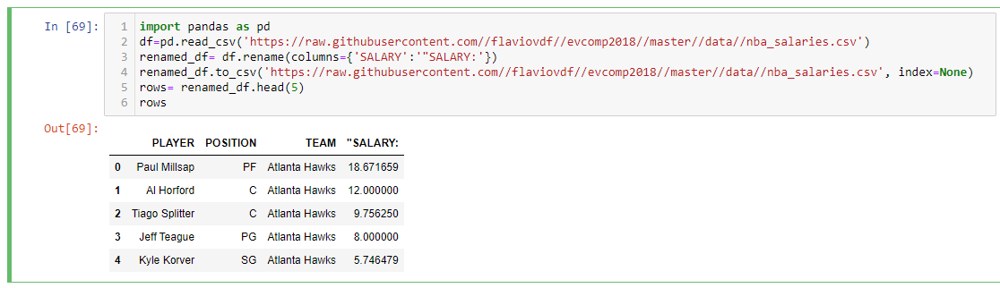 In [69]:
1 import pandas as pd
2 df=pd.read_csv('https://raw.githubusercontent.com//flaviovdf//evcomp2018//master//data//nba_salaries.csv')
3 renamed_df= df.rename(columns={'SALARY':'"SALARY:'})
4 renamed_df.to_csv('https://raw.githubusercontent.com//flaviovdf//evcomp2018//master//data//nba_salaries.csv', index=None)
5 rows= renamed_df.head(5)
6 rows
Out[69]:
PLAYER POSITION TEAM "SALARY:
0 Paul Millsap PF Atlanta Hawks 18.671659
1 Al Horford C Atlanta Hawks 12.000000
2 Tiago Splitter C Atlanta Hawks 9.756250
3 Jeff Teague PG Atlanta Hawks 8.000000
4 Kyle Korver SG Atlanta Hawks 5.746479